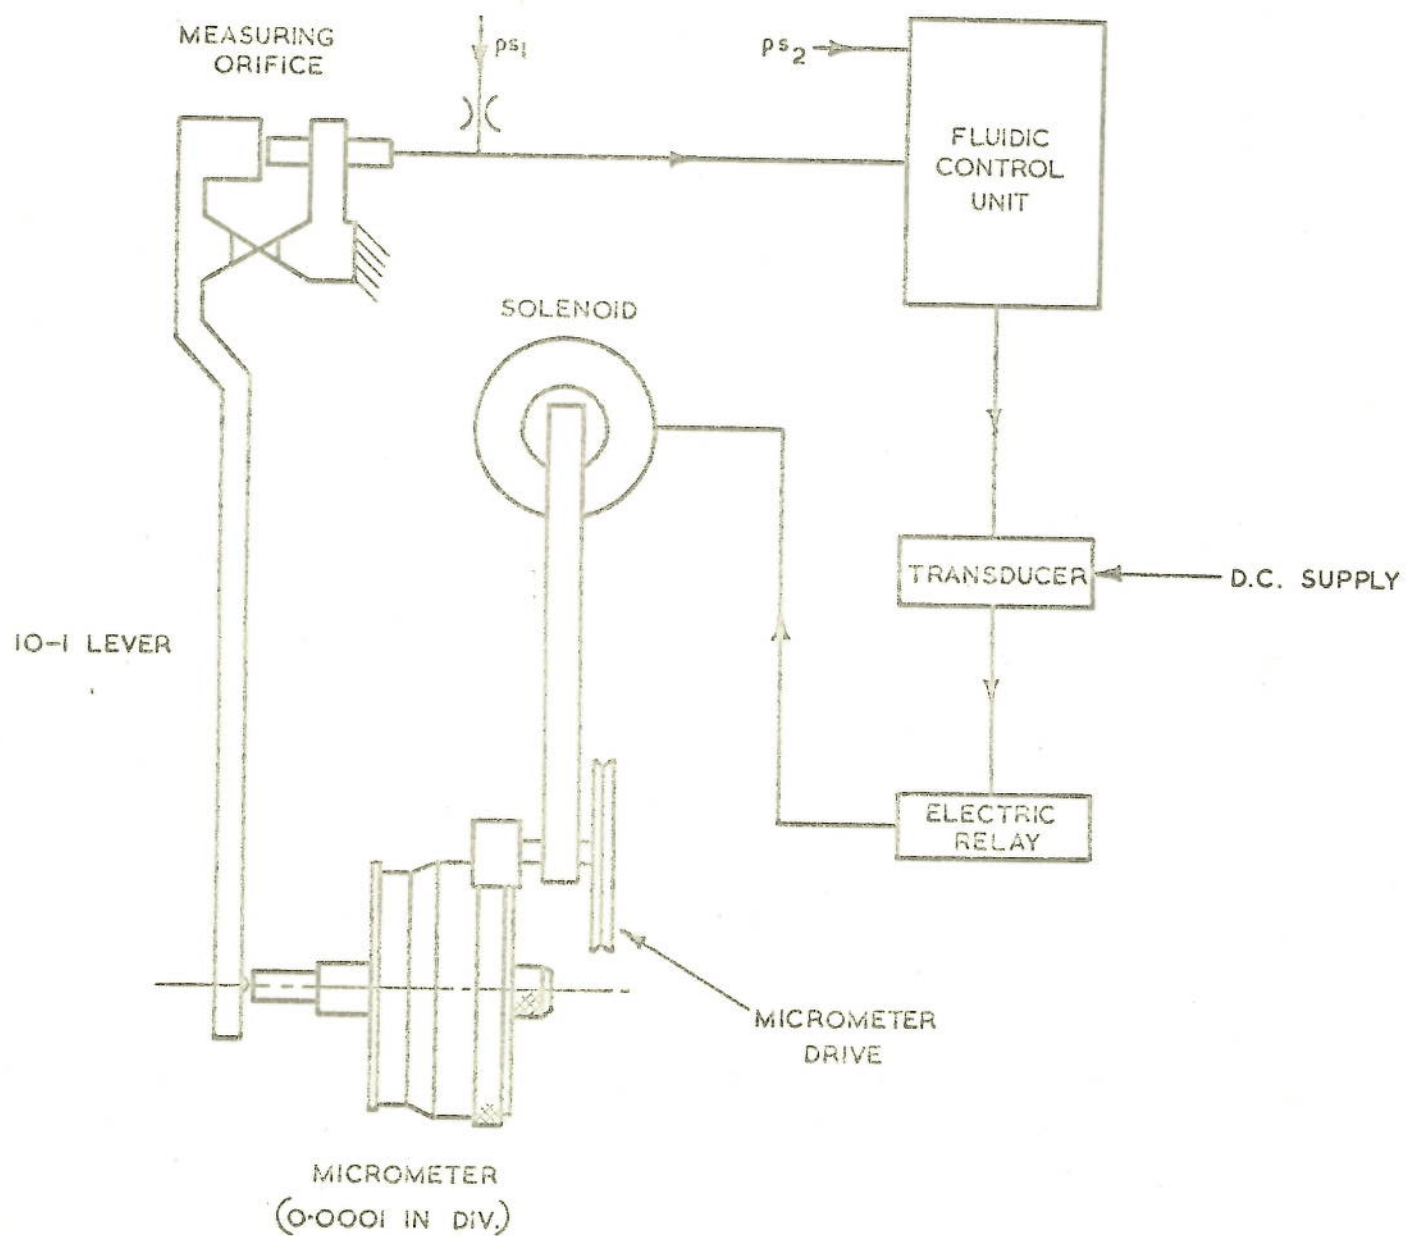 MEASURING
ORIFICE
ps1
ps2
FLUIDIC
CONTROL
UNIT
SOLENOID
TRANSDUCER
D.C. SUPPLY
10-1 LEVER
ELECTRIC
RELAY
MICROMETER
DRIVE
MICROMETER
(0·0001 IN DIV.)